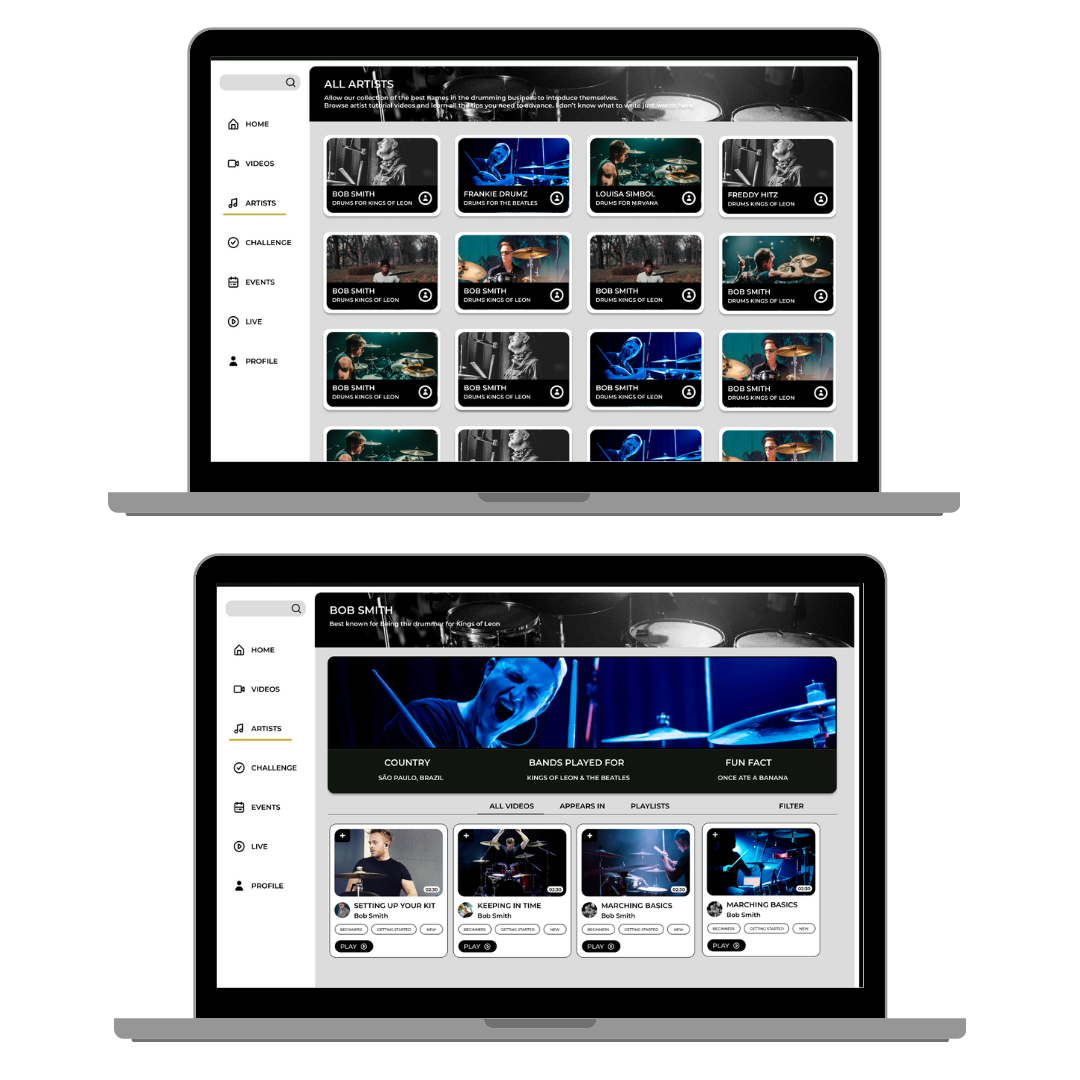 ALL ARTISTS
Allow our collection of the best names in the drumming business to introduce themselves.
Browse artist tutorial videos and learn all the tips you need to advance. I don't know what to write just words here
HOME
VIDEOS
ARTISTS
CHALLENGE
EVENTS
LIVE
PROFILE
BOB SMITH
DRUMS FOR KINGS OF LEON
FRANKIE DRUMZ
DRUMS FOR THE BEATLES
LOUISA SIMBOL
DRUMS FOR NIRVANA
FREDDY HITZ
DRUMS KINGS OF LEON
BOB SMITH
DRUMS KINGS OF LEON
BOB SMITH
DRUMS KINGS OF LEON
BOB SMITH
DRUMS KINGS OF LEON
BOB SMITH
DRUMS KINGS OF LEON
BOB SMITH
DRUMS KINGS OF LEON
BOB SMITH
DRUMS KINGS OF LEON
BOB SMITH
DRUMS KINGS OF LEON
BOB SMITH
DRUMS KINGS OF LEON
BOB SMITH
Best known for being the drummer for Kings of Leon
HOME
VIDEOS
ARTISTS
CHALLENGE
EVENTS
LIVE
PROFILE
COUNTRY
SÃO PAULO, BRAZIL
BANDS PLAYED FOR
KINGS OF LEON & THE BEATLES
FUN FACT
ONCE ATE A BANANA
ALL VIDEOS APPEARS IN PLAYLISTS FILTER
02:30
SETTING UP YOUR KIT
Bob Smith
BEGINNERS GETTING STARTED NEW
PLAY
02:30
KEEPING IN TIME
Bob Smith
BEGINNERS GETTING STARTED NEW
PLAY
02:30
MARCHING BASICS
Bob Smith
BEGINNERS GETTING STARTED NEW
PLAY
02:30
MARCHING BASICS
Bob Smith
BEGINNERS GETTING STARTED NEW
PLAY